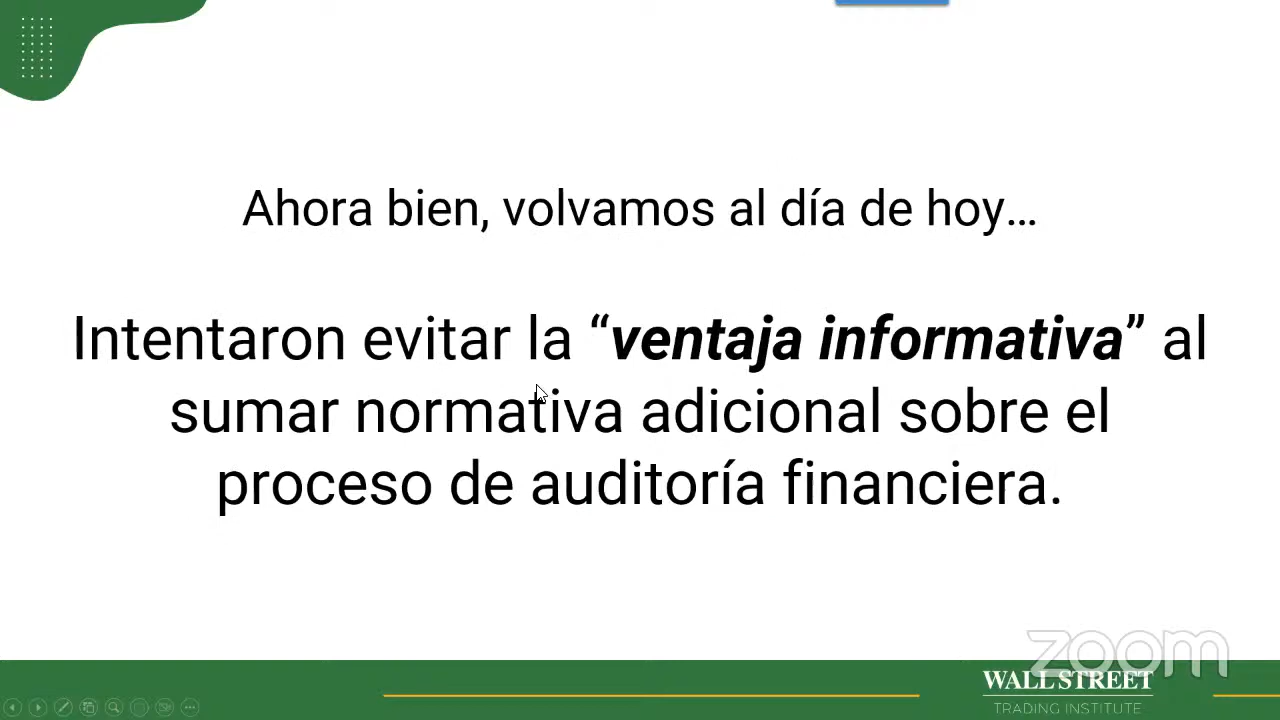 Ahora bien, volvamos al día de hoy...
Intentaron evitar la “ventaja informativa” al
sumar normativa adicional sobre el
proceso de auditoría financiera.
zoom
WALL STREET
TRADING INSTITUTE